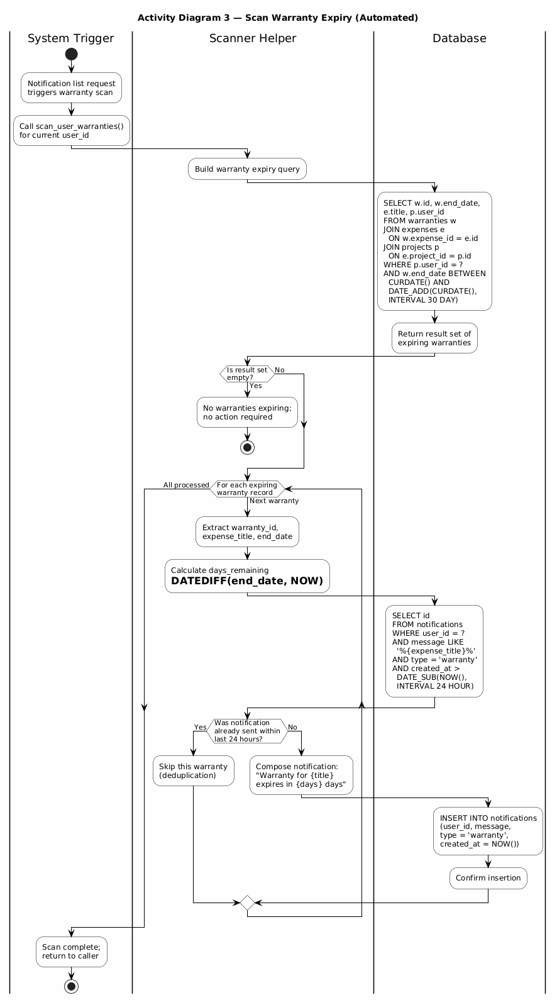 Activity Diagram 3 — Scan Warranty Expiry (Automated)
System Trigger
Scanner Helper
Database
Notification list request
triggers warranty scan
Call scan_user_warranties()
for current user_id
Build warranty expiry query
SELECT w.id, w.end_date,
e.title, p.user_id
FROM warranties w
JOIN expenses e
ON w.expense_id = e.id
JOIN projects p
ON e.project_id = p.id
WHERE p.user_id = ?
AND w.end_date BETWEEN
CURDATE() AND
DATE_ADD(CURDATE(),
INTERVAL 30 DAY)
Return result set of
expiring warranties
Is result set
empty?
No
Yes
No warranties expiring;
no action required
All processed
For each expiring
warranty record
Next warranty
Extract warranty_id,
expense_title, end_date
Calculate days_remaining
DATEDIFF(end_date, NOW)
SELECT id
FROM notifications
WHERE user_id = ?
AND message LIKE
'%{expense_title}%'
AND type = 'warranty'
AND created_at >
DATE_SUB(NOW(),
INTERVAL 24 HOUR)
Yes
Was notification
already sent within
last 24 hours?
No
Skip this warranty
(deduplication)
Compose notification:
"Warranty for {title}
expires in {days} days"
INSERT INTO notifications
(user_id, message,
type = 'warranty',
created_at = NOW())
Confirm insertion
Scan complete;
return to caller